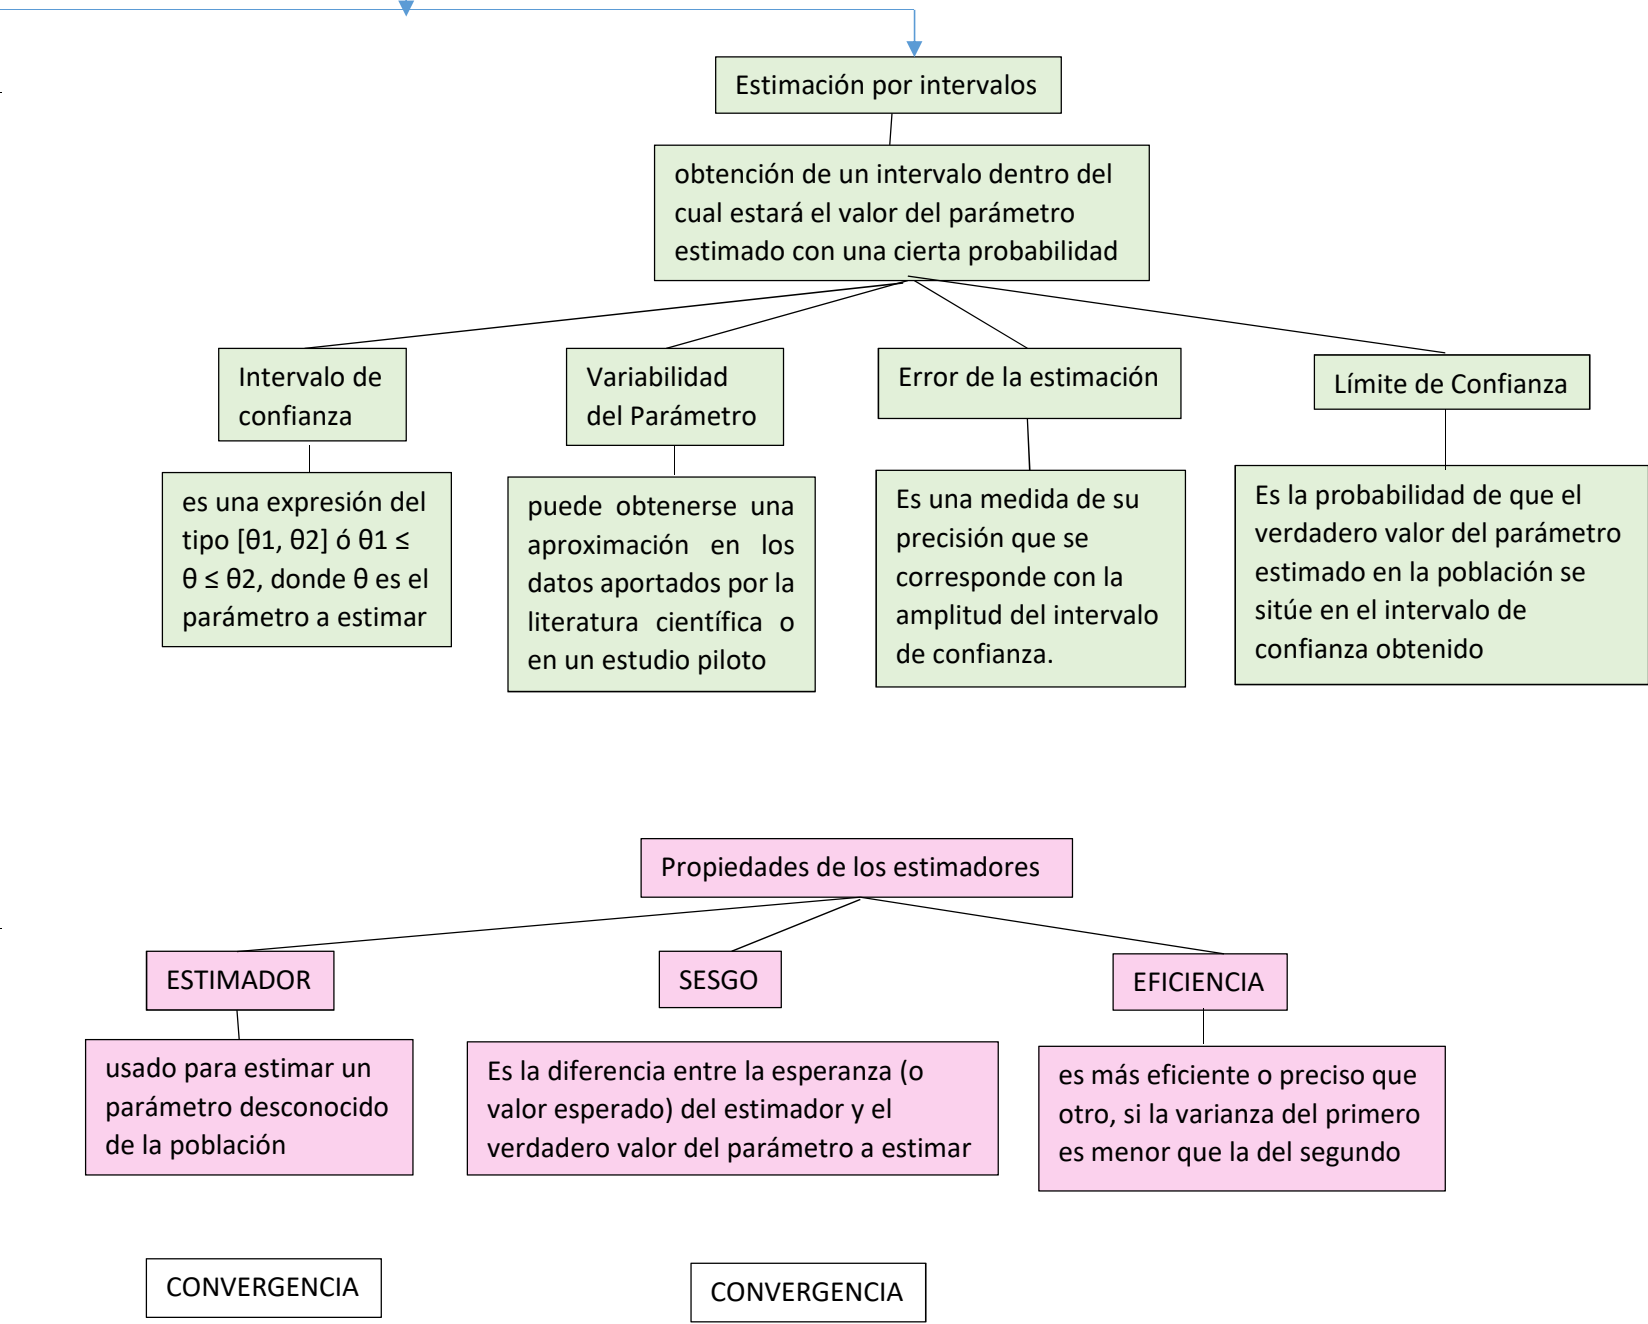 Estimación por intervalos
obtención de un intervalo dentro del
cual estará el valor del parámetro
estimado con una cierta probabilidad
Intervalo de
confianza
Variabilidad
del Parámetro
Error de la estimación
Límite de Confianza
es una expresión del
tipo [θ1, θ2] ó θ1 ≤
θ ≤ θ2, donde θ es el
parámetro a estimar
puede obtenerse una
aproximación en los
datos aportados por la
literatura científica o
en un estudio piloto
Es una medida de su
precisión que se
corresponde con la
amplitud del intervalo
de confianza.
Es la probabilidad de que el
verdadero valor del parámetro
estimado en la población se
sitúe en el intervalo de
confianza obtenido
Propiedades de los estimadores
ESTIMADOR
SESGO
EFICIENCIA
usado para estimar un
parámetro desconocido
de la población
Es la diferencia entre la esperanza (o
valor esperado) del estimador y el
verdadero valor del parámetro a estimar
es más eficiente o preciso que
otro, si la varianza del primero
es menor que la del segundo
CONVERGENCIA
CONVERGENCIA